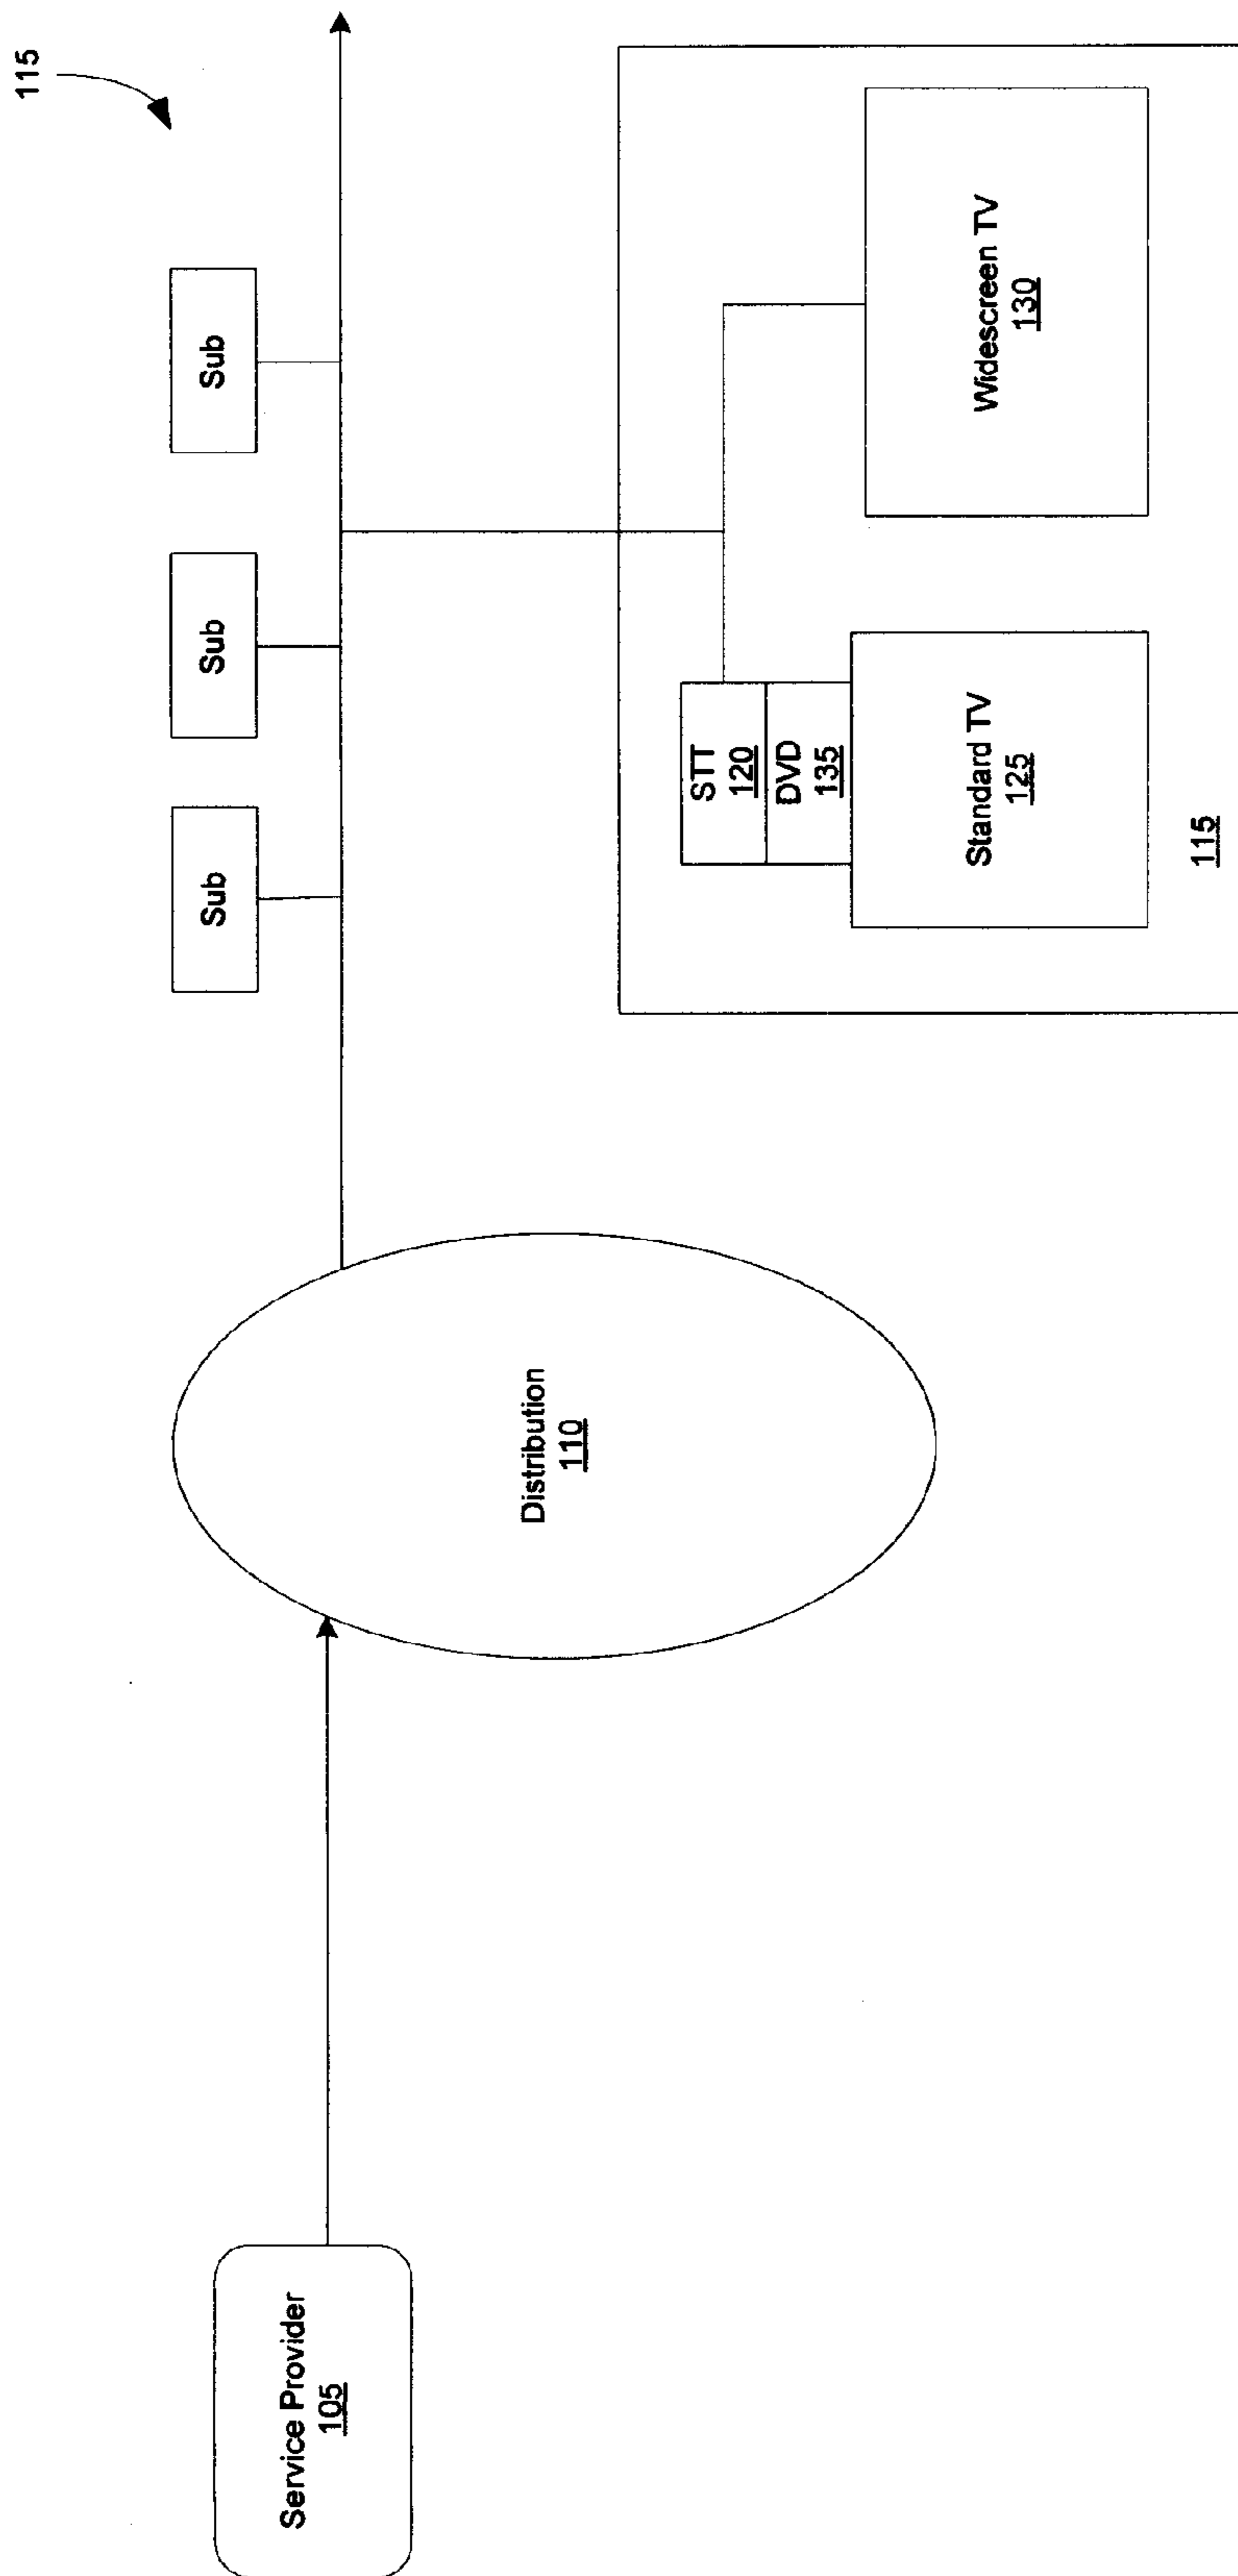 Service Provider
105
Distribution
110
Sub
Sub
Sub
115
STT
120
DVD
135
Standard TV
125
Widescreen TV
130
115